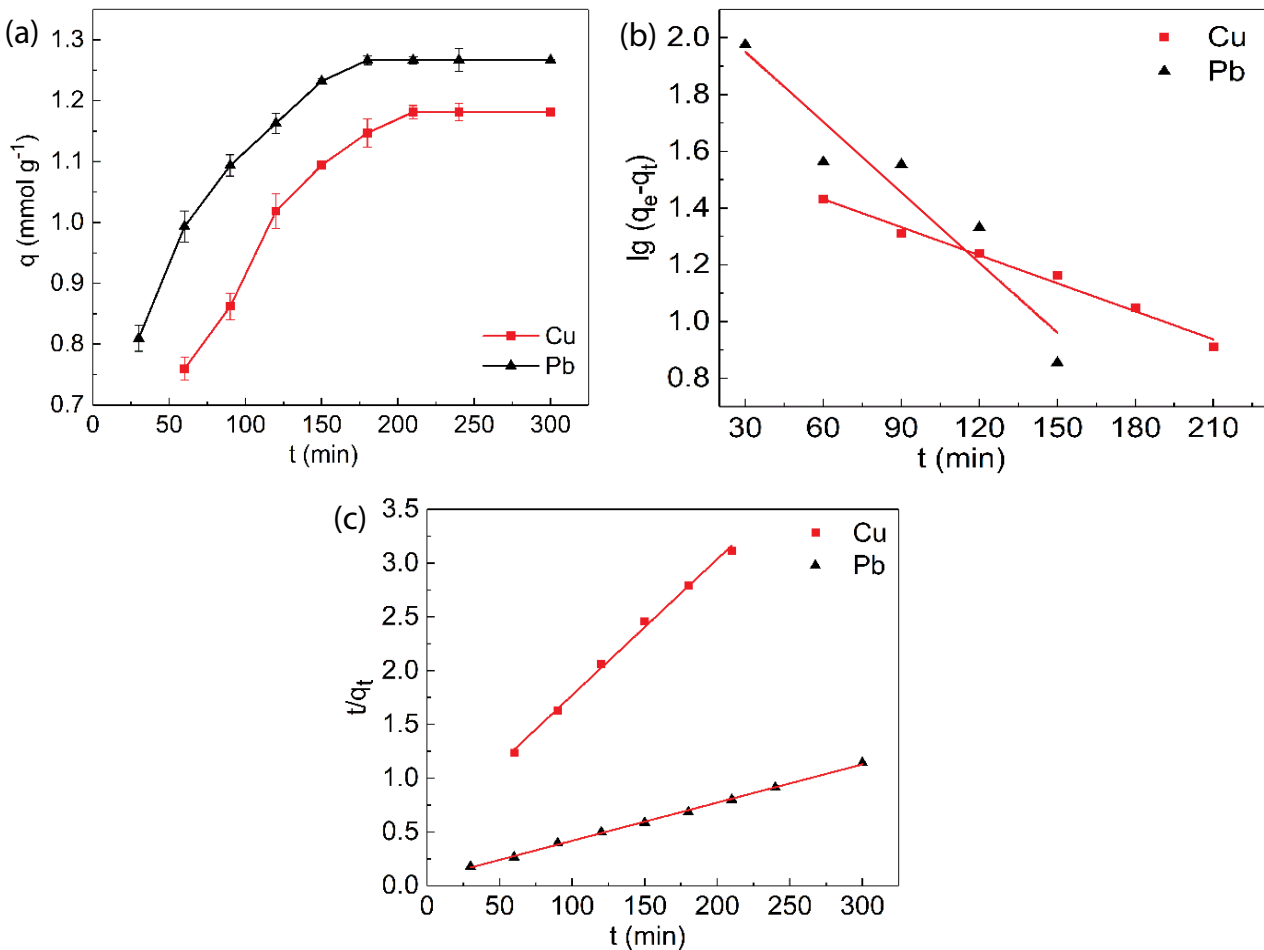 (a)
1.3
1.2
1.1
1.0
0.9
0.8
0.7
q (mmol g⁻¹)
Cu
Pb
0 50 100 150 200 250 300
t (min)
(b)
2.0
1.8
1.6
1.4
1.2
1.0
0.8
lg (qₑ-qₜ)
Cu
Pb
30 60 90 120 150 180 210
t (min)
(c)
3.5
3.0
2.5
2.0
1.5
1.0
0.5
0.0
t/qₜ
Cu
Pb
0 50 100 150 200 250 300
t (min)